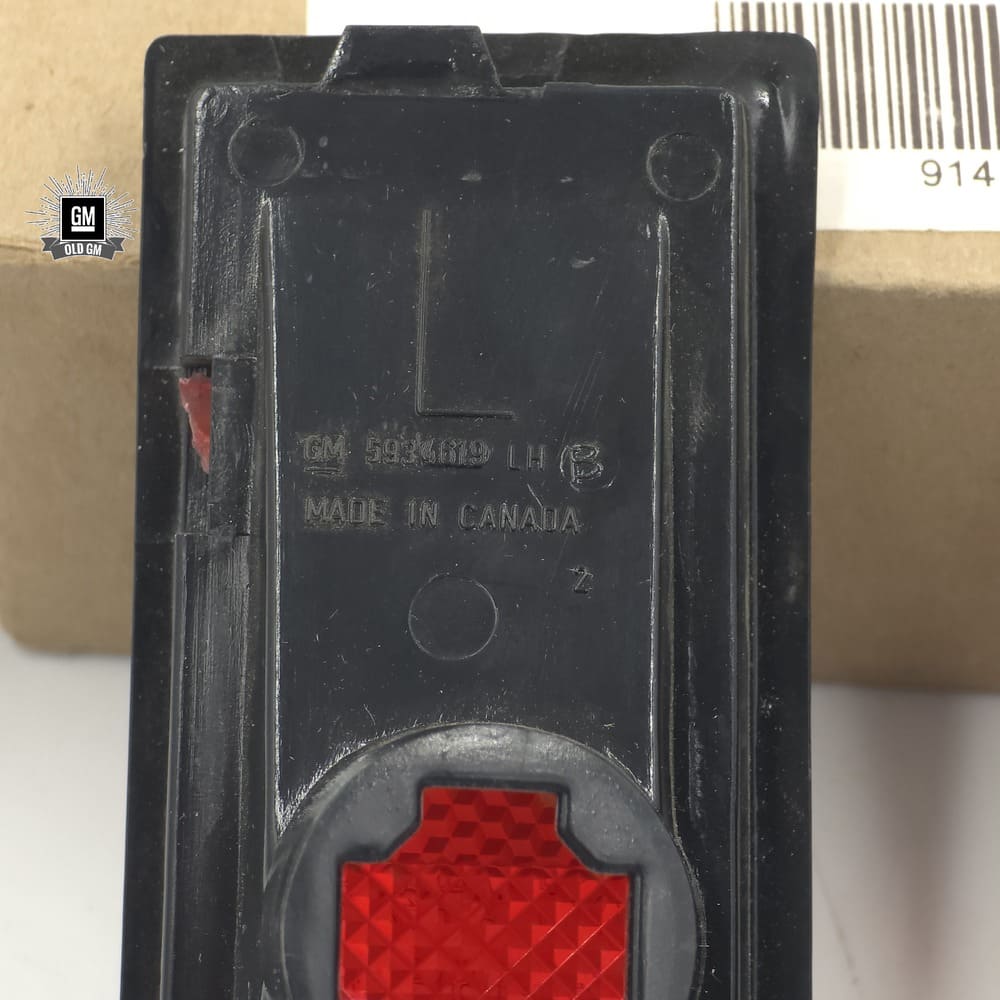 914
GM
OLD GM
L
GM 5934619 LH B
MADE IN CANADA
Z